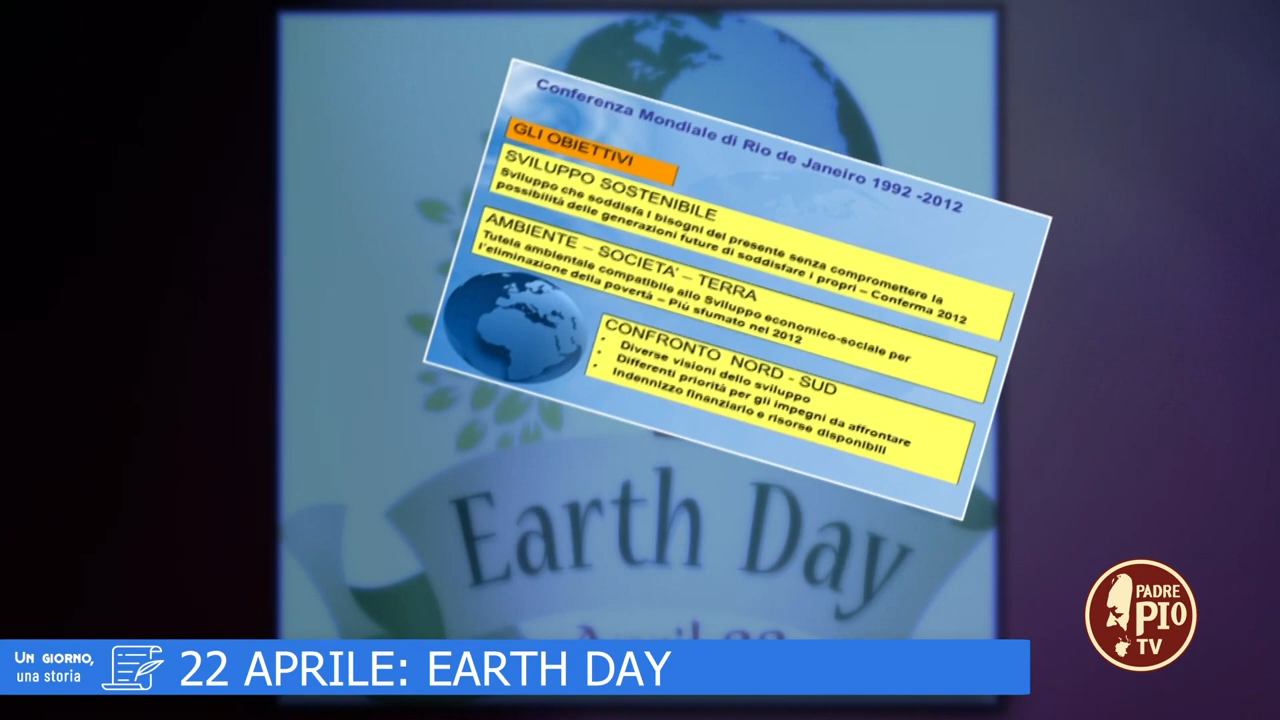 Conferenza Mondiale di Rio de Janeiro 1992 -2012
GLI OBIETTIVI
SVILUPPO SOSTENIBILE
Sviluppo che soddisfa i bisogni del presente senza compromettere la
possibilità delle generazioni future di soddisfare i propri – Conferma 2012
AMBIENTE – SOCIETA' – TERRA
Tutela ambientale compatibile allo Sviluppo economico-sociale per
l'eliminazione della povertà – Più sfumato nel 2012
CONFRONTO NORD - SUD
• Diverse visioni dello sviluppo
• Differenti priorità per gli impegni da affrontare
• Indennizzo finanziario e risorse disponibili
Earth Day
April 22
PADRE
PIO
TV
Un giorno,
una storia
22 APRILE: EARTH DAY